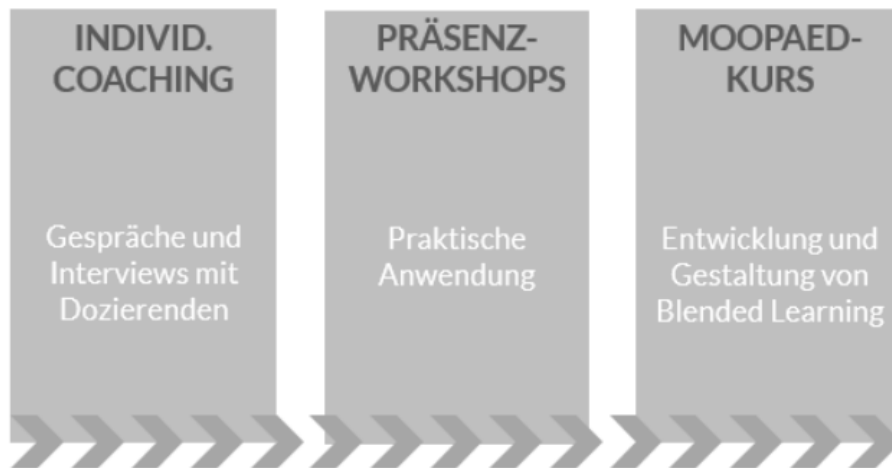 INDIVID.
COACHING
Gespräche und
Interviews mit
Dozierenden
PRÄSENZ-
WORKSHOPS
Praktische
Anwendung
MOOPAED-
KURS
Entwicklung und
Gestaltung von
Blended Learning